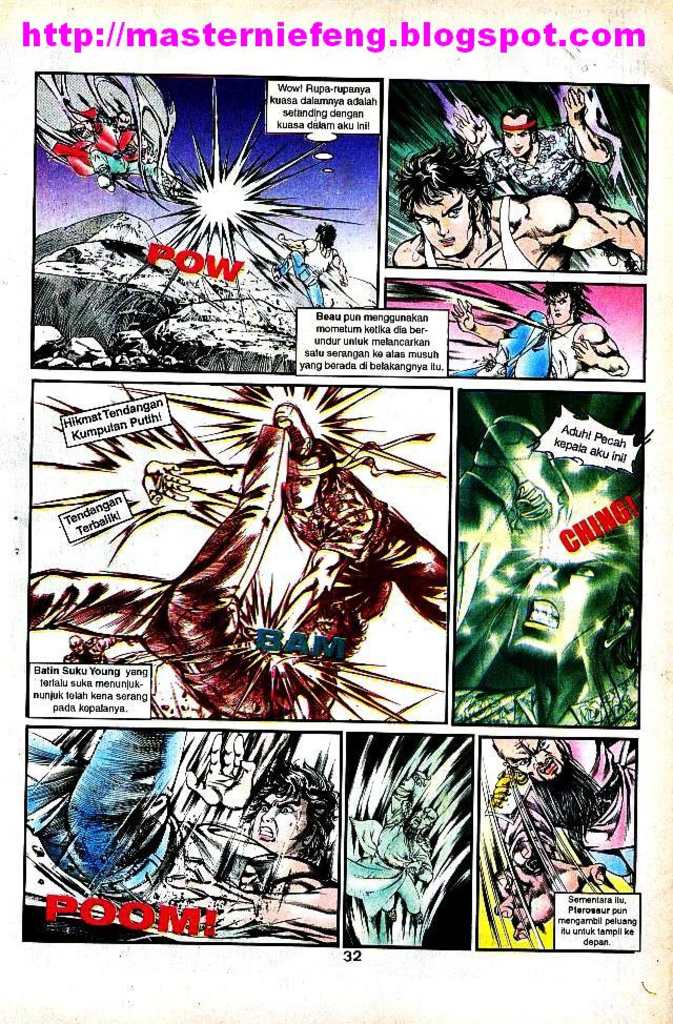 http://masterniefeng.blogspot.com
Wow! Rupa-rupanya
kuasa dalamnya adalah
setanding dengan
kuasa dalam aku ini!
POW
Beau pun menggunakan
mometum ketika dia ber-
undur untuk melancarkan
satu serangan ke atas musuh
yang berada di belakangnya itu.
Hikmat Tendangan
Kumpulan Putih!
Tendangan
Terbalik!
BAM
Batin Suku Young yang
terlalu suka menunjuk-
nunjuk telah kena serang
pada kepalanya.
Aduh! Pecah
kepala aku ini!
CHING!
POOM!
Sementara itu,
Pterosaur pun
mengambil peluang
itu untuk tampil ke
depan.
32